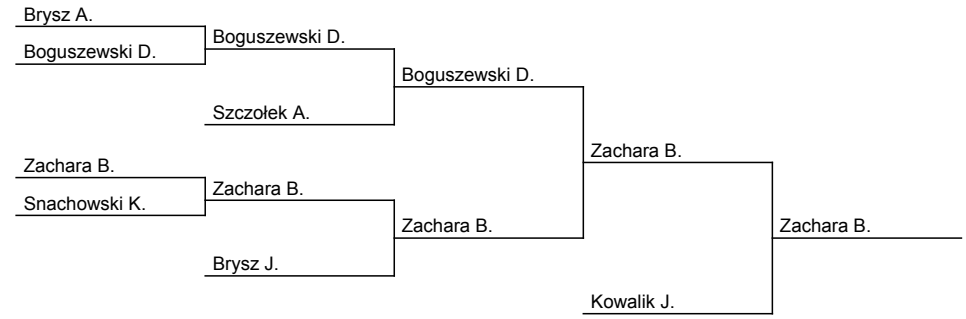 Brysz A.
Boguszewski D.
Boguszewski D.
Boguszewski D.
Szczołek A.
Zachara B.
Zachara B.
Snachowski K.
Zachara B.
Zachara B.
Zachara B.
Brysz J.
Kowalik J.